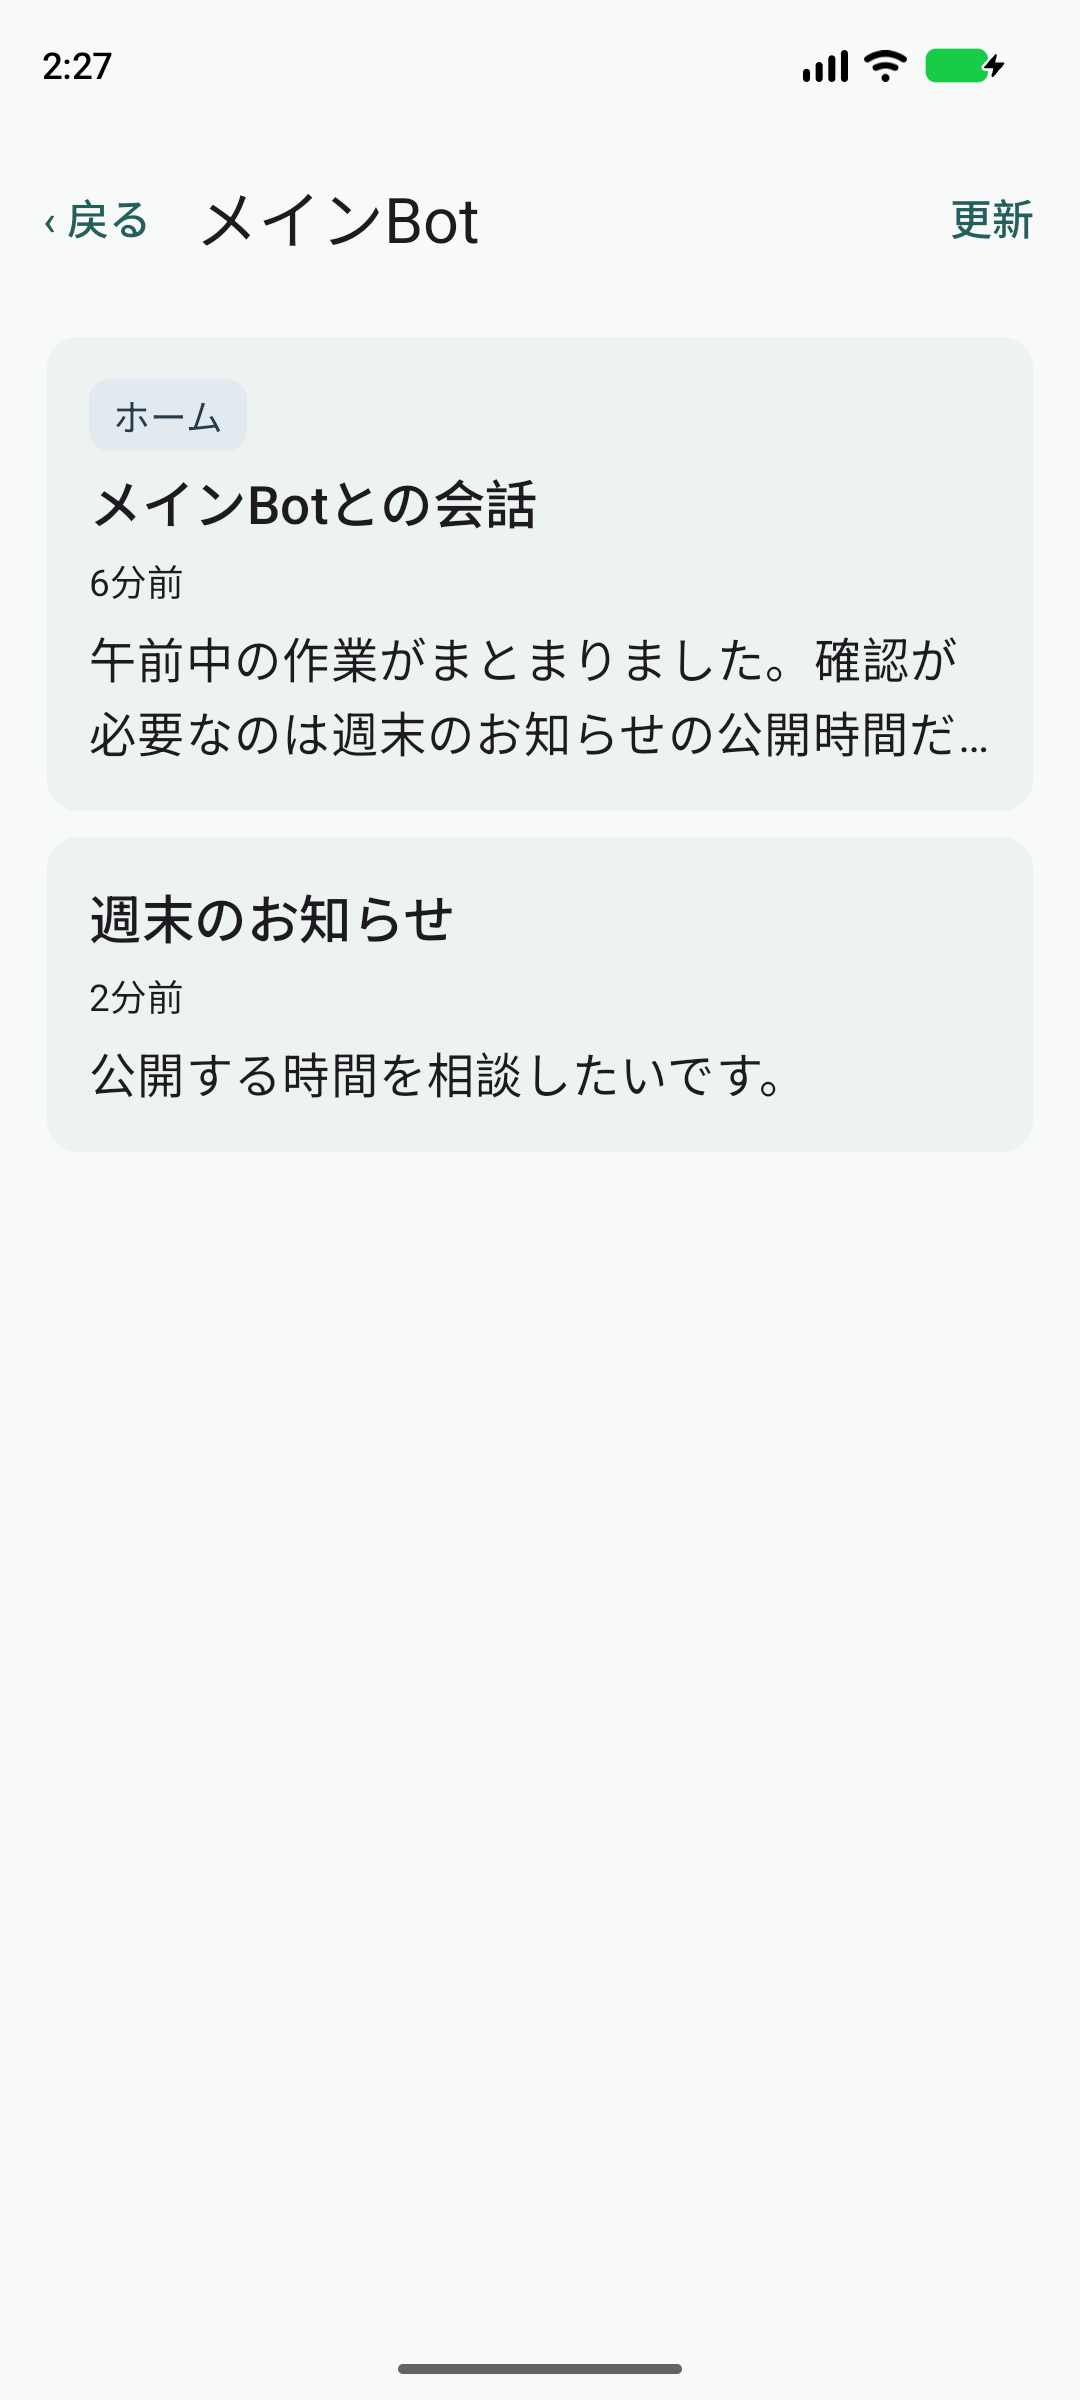 2:27
‹ 戻る メインBot 更新
ホーム
メインBotとの会話
6分前
午前中の作業がまとまりました。確認が
必要なのは週末のお知らせの公開時間だ…
週末のお知らせ
2分前
公開する時間を相談したいです。